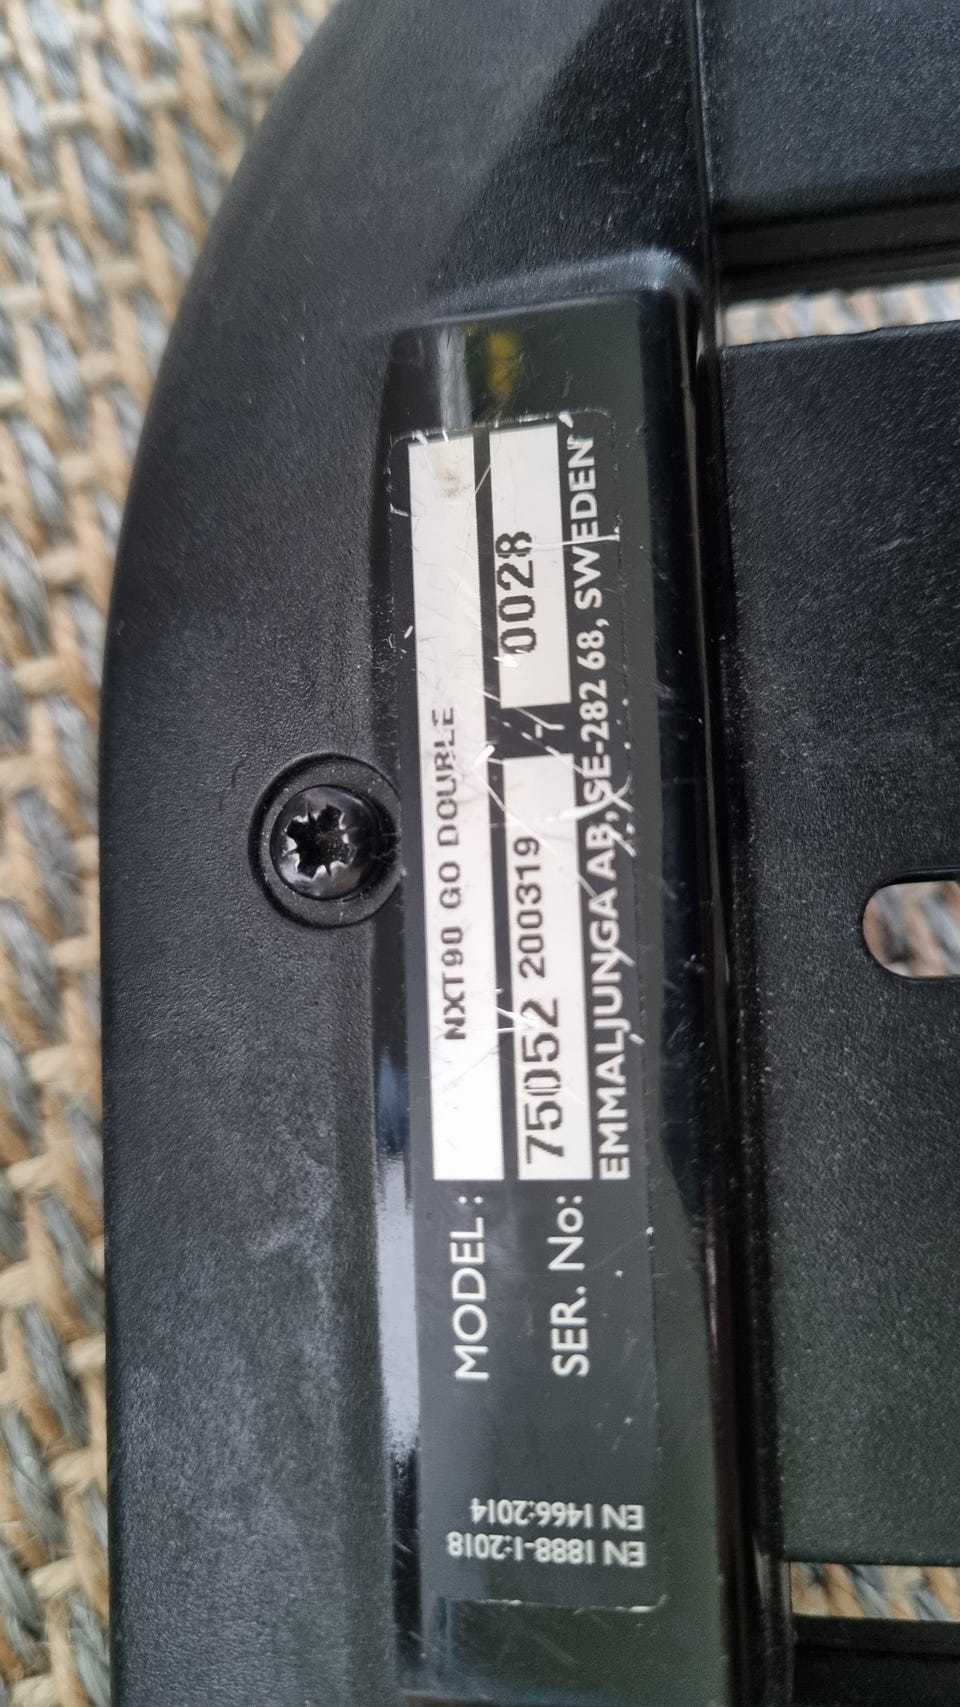 MODEL : NXT90 GO DOUBLE
SER. No: 75052 200319 - 0028
EMMALJUNGA AB, SE-282 68, SWEDEN
EN 1888-1:2018
EN 1466:2014